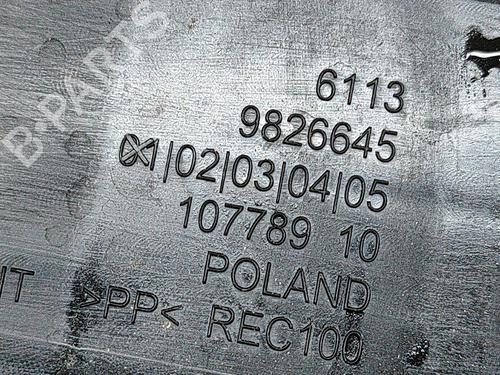 B-PARTS
6113
9826645
01|02|03|04|05
107789 10
POLAND
>PP< REC100